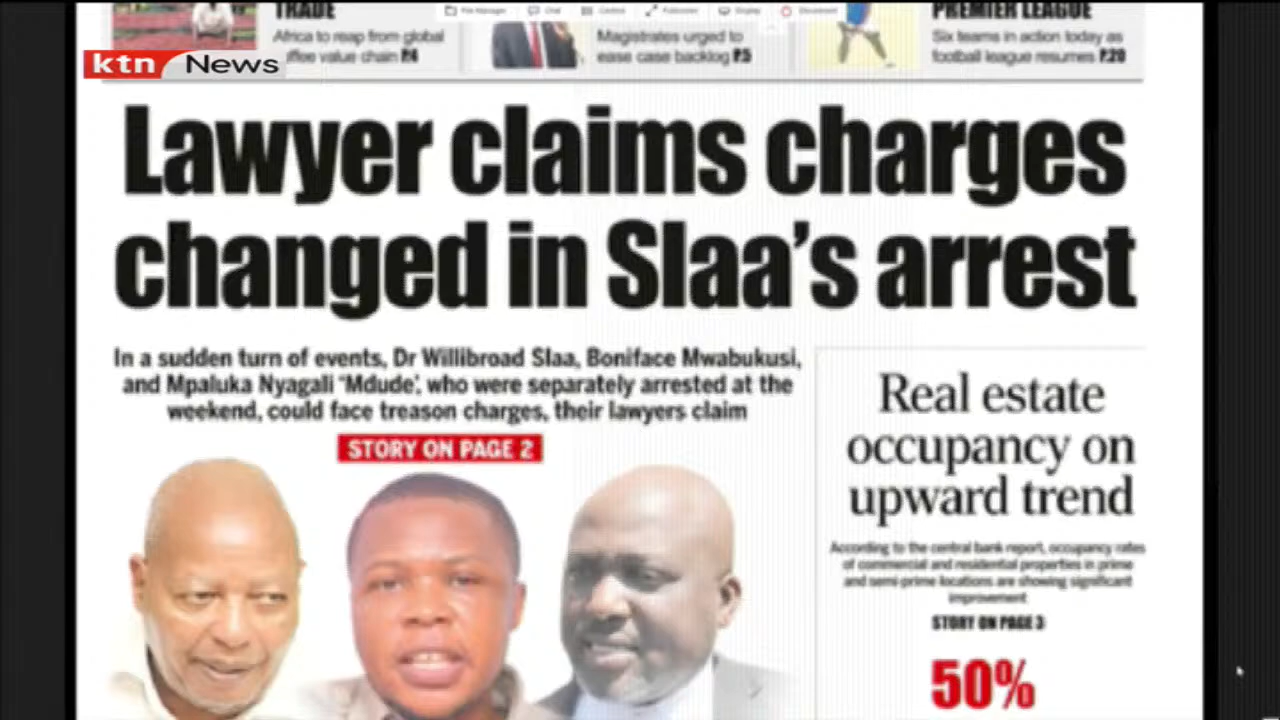 TRADE
Africa to reap from global
coffee value chain P.4
Magistrates urged to
ease case backlog P.5
PREMIER LEAGUE
Six teams in action today as
football league resumes P.20
ktn News
Lawyer claims charges
changed in Slaa's arrest
In a sudden turn of events, Dr Willibroad Slaa, Boniface Mwabukusi,
and Mpaluka Nyagali ‘Mdude’, who were separately arrested at the
weekend, could face treason charges, their lawyers claim
STORY ON PAGE 2
Real estate
occupancy on
upward trend
According to the central bank report, occupancy rates
of commercial and residential properties in prime
and semi-prime locations are showing significant
improvement
STORY ON PAGE 3
50%